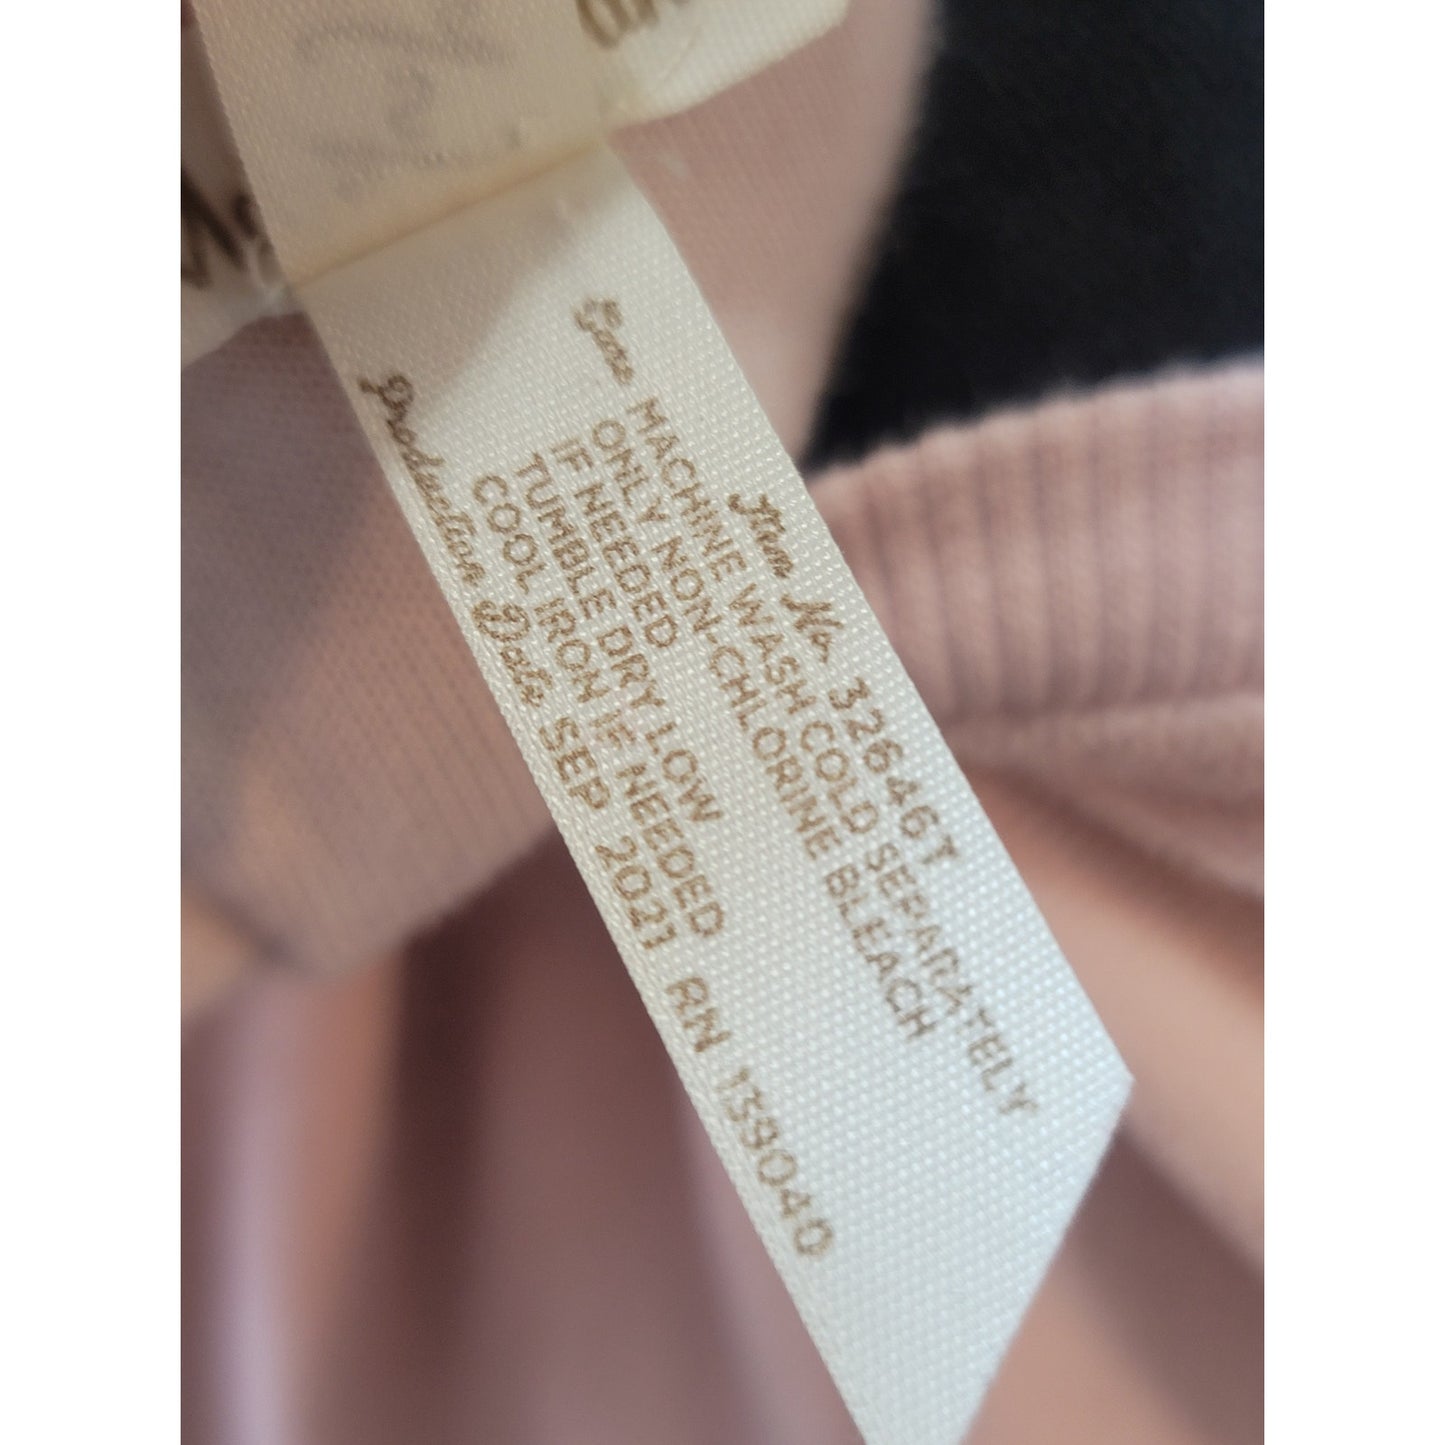 Item No. 32646T
Care MACHINE WASH COLD SEPARATELY
ONLY NON-CHLORINE BLEACH
IF NEEDED
TUMBLE DRY LOW
COOL IRON IF NEEDED
Production Date SEP 2021 RN 139040